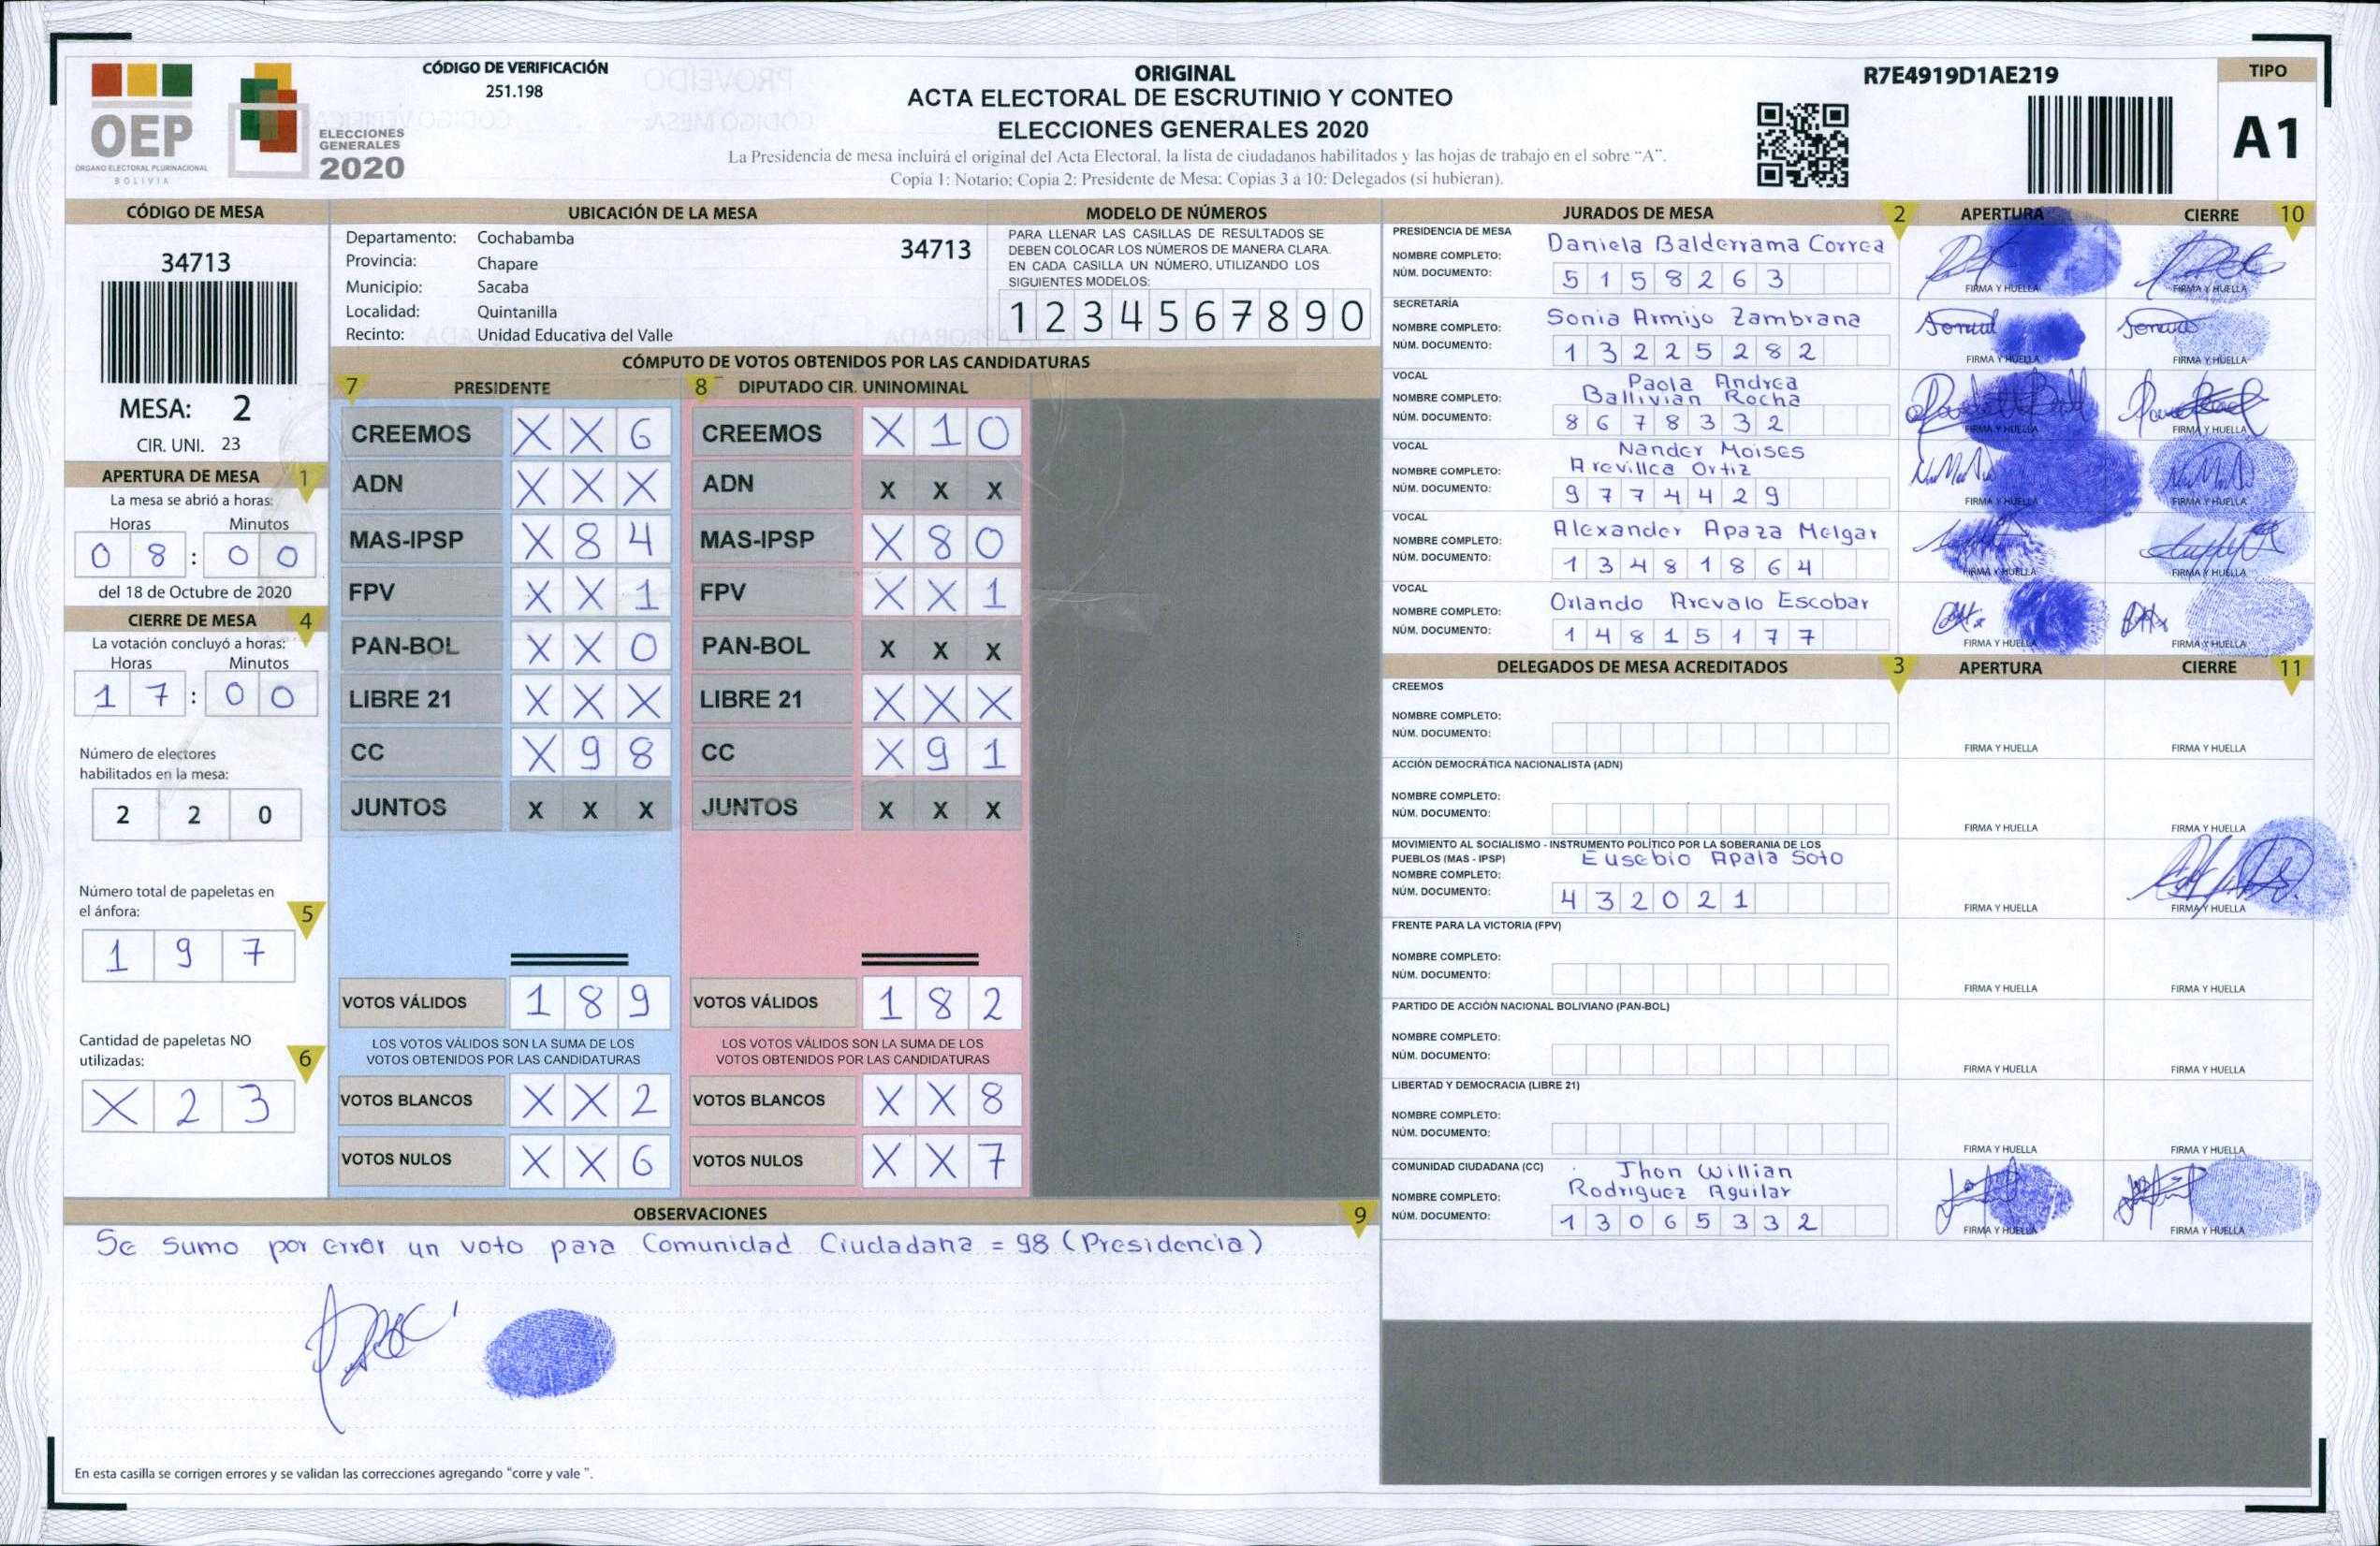 CÓDIGO DE VERIFICACIÓN
251.198
OEP
ÓRGANO ELECTORAL PLURINACIONAL
BOLIVIA
ELECCIONES
GENERALES
2020
ORIGINAL
ACTA ELECTORAL DE ESCRUTINIO Y CONTEO
ELECCIONES GENERALES 2020
La Presidencia de mesa incluirá el original del Acta Electoral, la lista de ciudadanos habilitados y las hojas de trabajo en el sobre "A".
Copia 1: Notario; Copia 2: Presidente de Mesa; Copias 3 a 10: Delegados (si hubieran).
R7E4919D1AE219
TIPO
A1
CÓDIGO DE MESA
34713
MESA: 2
CIR. UNI. 23
APERTURA DE MESA 1
La mesa se abrió a horas:
Horas Minutos
0 8 : 0 0
del 18 de Octubre de 2020
CIERRE DE MESA 4
La votación concluyó a horas:
Horas Minutos
1 7 : 0 0
Número de electores
habilitados en la mesa:
2 2 0
Número total de papeletas en
el ánfora: 5
1 9 7
Cantidad de papeletas NO
utilizadas: 6
X 2 3
UBICACIÓN DE LA MESA
Departamento: Cochabamba 34713
Provincia: Chapare
Municipio: Sacaba
Localidad: Quintanilla
Recinto: Unidad Educativa del Valle
MODELO DE NÚMEROS
PARA LLENAR LAS CASILLAS DE RESULTADOS SE
DEBEN COLOCAR LOS NÚMEROS DE MANERA CLARA.
EN CADA CASILLA UN NÚMERO, UTILIZANDO LOS
SIGUIENTES MODELOS:
1 2 3 4 5 6 7 8 9 0
CÓMPUTO DE VOTOS OBTENIDOS POR LAS CANDIDATURAS
7 PRESIDENTE 8 DIPUTADO CIR. UNINOMINAL
CREEMOS X X 6 CREEMOS X 1 0
ADN X X X ADN X X X
MAS-IPSP X 8 4 MAS-IPSP X 8 0
FPV X X 1 FPV X X 1
PAN-BOL X X 0 PAN-BOL X X X
LIBRE 21 X X X LIBRE 21 X X X
CC X 9 8 CC X 9 1
JUNTOS X X X JUNTOS X X X
VOTOS VÁLIDOS 1 8 9 VOTOS VÁLIDOS 1 8 2
LOS VOTOS VÁLIDOS SON LA SUMA DE LOS LOS VOTOS VÁLIDOS SON LA SUMA DE LOS
VOTOS OBTENIDOS POR LAS CANDIDATURAS VOTOS OBTENIDOS POR LAS CANDIDATURAS
VOTOS BLANCOS X X 2 VOTOS BLANCOS X X 8
VOTOS NULOS X X 6 VOTOS NULOS X X 7
OBSERVACIONES 9
Se sumo por error un voto para Comunidad Ciudadana = 98 (Presidencia)
En esta casilla se corrigen errores y se validan las correcciones agregando "corre y vale ".
JURADOS DE MESA 2 APERTURA CIERRE 10
PRESIDENCIA DE MESA
NOMBRE COMPLETO: Daniela Balderrama Correa
NÚM. DOCUMENTO: 5 1 5 8 2 6 3
FIRMA Y HUELLA FIRMA Y HUELLA
SECRETARÍA
NOMBRE COMPLETO: Sonia Armijo Zambrana
NÚM. DOCUMENTO: 1 3 2 2 5 2 8 2
FIRMA Y HUELLA FIRMA Y HUELLA
VOCAL
Paola Andrea
NOMBRE COMPLETO: Ballivian Rocha
NÚM. DOCUMENTO: 8 6 7 8 3 3 2
FIRMA Y HUELLA FIRMA Y HUELLA
VOCAL
Nander Moises
NOMBRE COMPLETO: Arevillca Ortiz
NÚM. DOCUMENTO: 9 7 7 4 4 2 9
FIRMA Y HUELLA FIRMA Y HUELLA
VOCAL
NOMBRE COMPLETO: Alexander Apaza Melgar
NÚM. DOCUMENTO: 1 3 4 8 1 8 6 4
FIRMA Y HUELLA FIRMA Y HUELLA
VOCAL
NOMBRE COMPLETO: Orlando Arevalo Escobar
NÚM. DOCUMENTO: 1 4 8 1 5 1 7 7
FIRMA Y HUELLA FIRMA Y HUELLA
DELEGADOS DE MESA ACREDITADOS 3 APERTURA CIERRE 11
CREEMOS
NOMBRE COMPLETO:
NÚM. DOCUMENTO:
FIRMA Y HUELLA FIRMA Y HUELLA
ACCIÓN DEMOCRÁTICA NACIONALISTA (ADN)
NOMBRE COMPLETO:
NÚM. DOCUMENTO:
FIRMA Y HUELLA FIRMA Y HUELLA
MOVIMIENTO AL SOCIALISMO - INSTRUMENTO POLÍTICO POR LA SOBERANIA DE LOS
PUEBLOS (MAS - IPSP) Eusebio Apala Soto
NOMBRE COMPLETO:
NÚM. DOCUMENTO: 4 3 2 0 2 1
FIRMA Y HUELLA FIRMA Y HUELLA
FRENTE PARA LA VICTORIA (FPV)
NOMBRE COMPLETO:
NÚM. DOCUMENTO:
FIRMA Y HUELLA FIRMA Y HUELLA
PARTIDO DE ACCIÓN NACIONAL BOLIVIANO (PAN-BOL)
NOMBRE COMPLETO:
NÚM. DOCUMENTO:
FIRMA Y HUELLA FIRMA Y HUELLA
LIBERTAD Y DEMOCRACIA (LIBRE 21)
NOMBRE COMPLETO:
NÚM. DOCUMENTO:
FIRMA Y HUELLA FIRMA Y HUELLA
COMUNIDAD CIUDADANA (CC)
Jhon Willian
NOMBRE COMPLETO: Rodriguez Aguilar
NÚM. DOCUMENTO: 1 3 0 6 5 3 3 2
FIRMA Y HUELLA FIRMA Y HUELLA